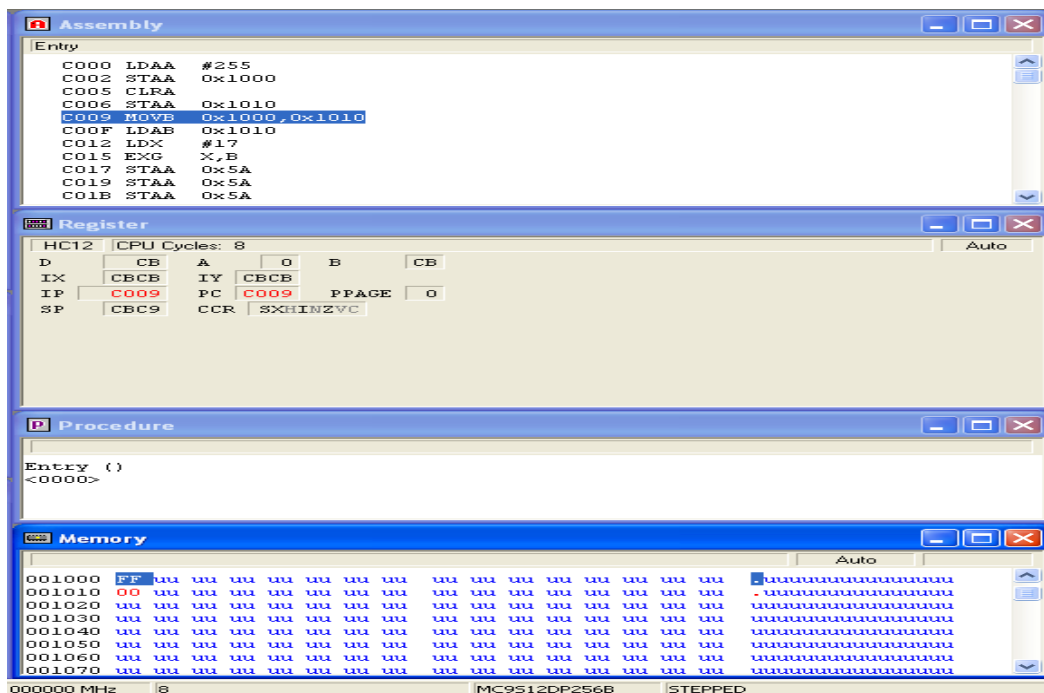 Assembly
Entry
C000 LDAA #255
C002 STAA 0x1000
C005 CLRA
C006 STAA 0x1010
C009 MOVB 0x1000,0x1010
C00F LDAB 0x1010
C012 LDX #17
C015 EXG X,B
C017 STAA 0x5A
C019 STAA 0x5A
C01B STAA 0x5A
Register
HC12 CPU Cycles: 8 Auto
D CB A 0 B CB
IX CBCB IY CBCB
IP C009 PC C009 PPAGE 0
SP CBC9 CCR SXHINZVC
P Procedure
Entry ()
<0000>
Memory
Auto
001000 FF uu uu uu uu uu uu uu uu uu uu uu uu uu uu uu .uuuuuuuuuuuuuuu
001010 00 uu uu uu uu uu uu uu uu uu uu uu uu uu uu uu .uuuuuuuuuuuuuuu
001020 uu uu uu uu uu uu uu uu uu uu uu uu uu uu uu uu uuuuuuuuuuuuuuuu
001030 uu uu uu uu uu uu uu uu uu uu uu uu uu uu uu uu uuuuuuuuuuuuuuuu
001040 uu uu uu uu uu uu uu uu uu uu uu uu uu uu uu uu uuuuuuuuuuuuuuuu
001050 uu uu uu uu uu uu uu uu uu uu uu uu uu uu uu uu uuuuuuuuuuuuuuuu
001060 uu uu uu uu uu uu uu uu uu uu uu uu uu uu uu uu uuuuuuuuuuuuuuuu
001070 uu uu uu uu uu uu uu uu uu uu uu uu uu uu uu uu uuuuuuuuuuuuuuuu
000000 MHz 8 MC9S12DP256B STEPPED